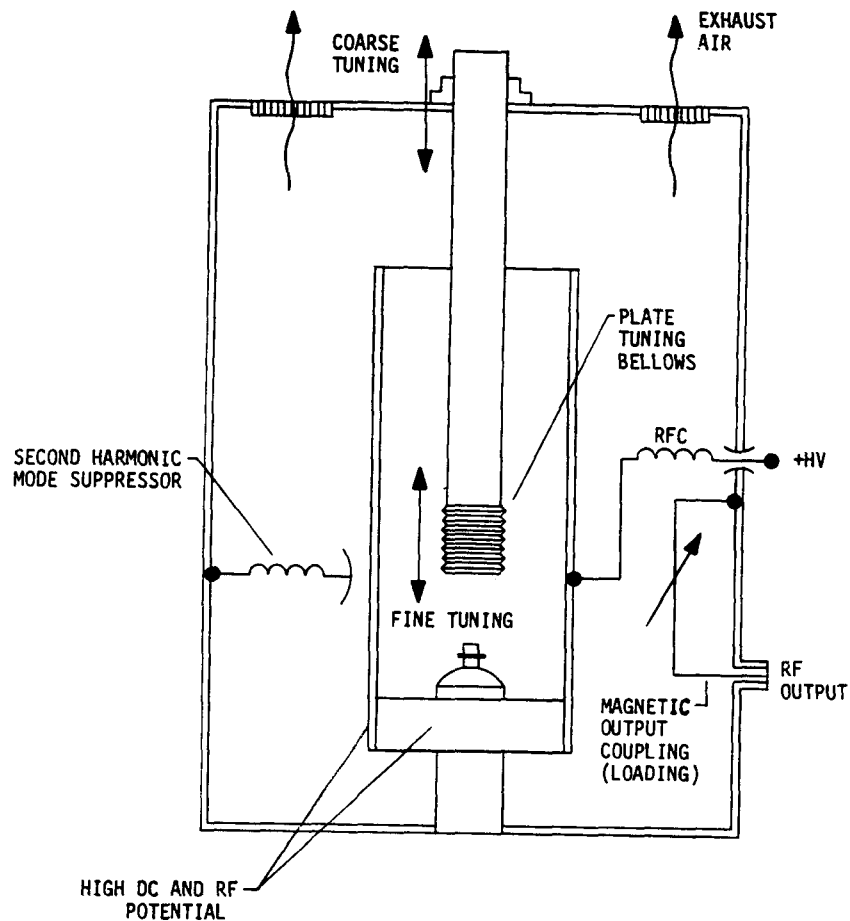 EXHAUST
AIR
COARSE
TUNING
PLATE
TUNING
BELLOWS
RFC
+HV
SECOND HARMONIC
MODE SUPPRESSOR
FINE TUNING
RF
OUTPUT
MAGNETIC
OUTPUT
COUPLING
(LOADING)
HIGH DC AND RF
POTENTIAL